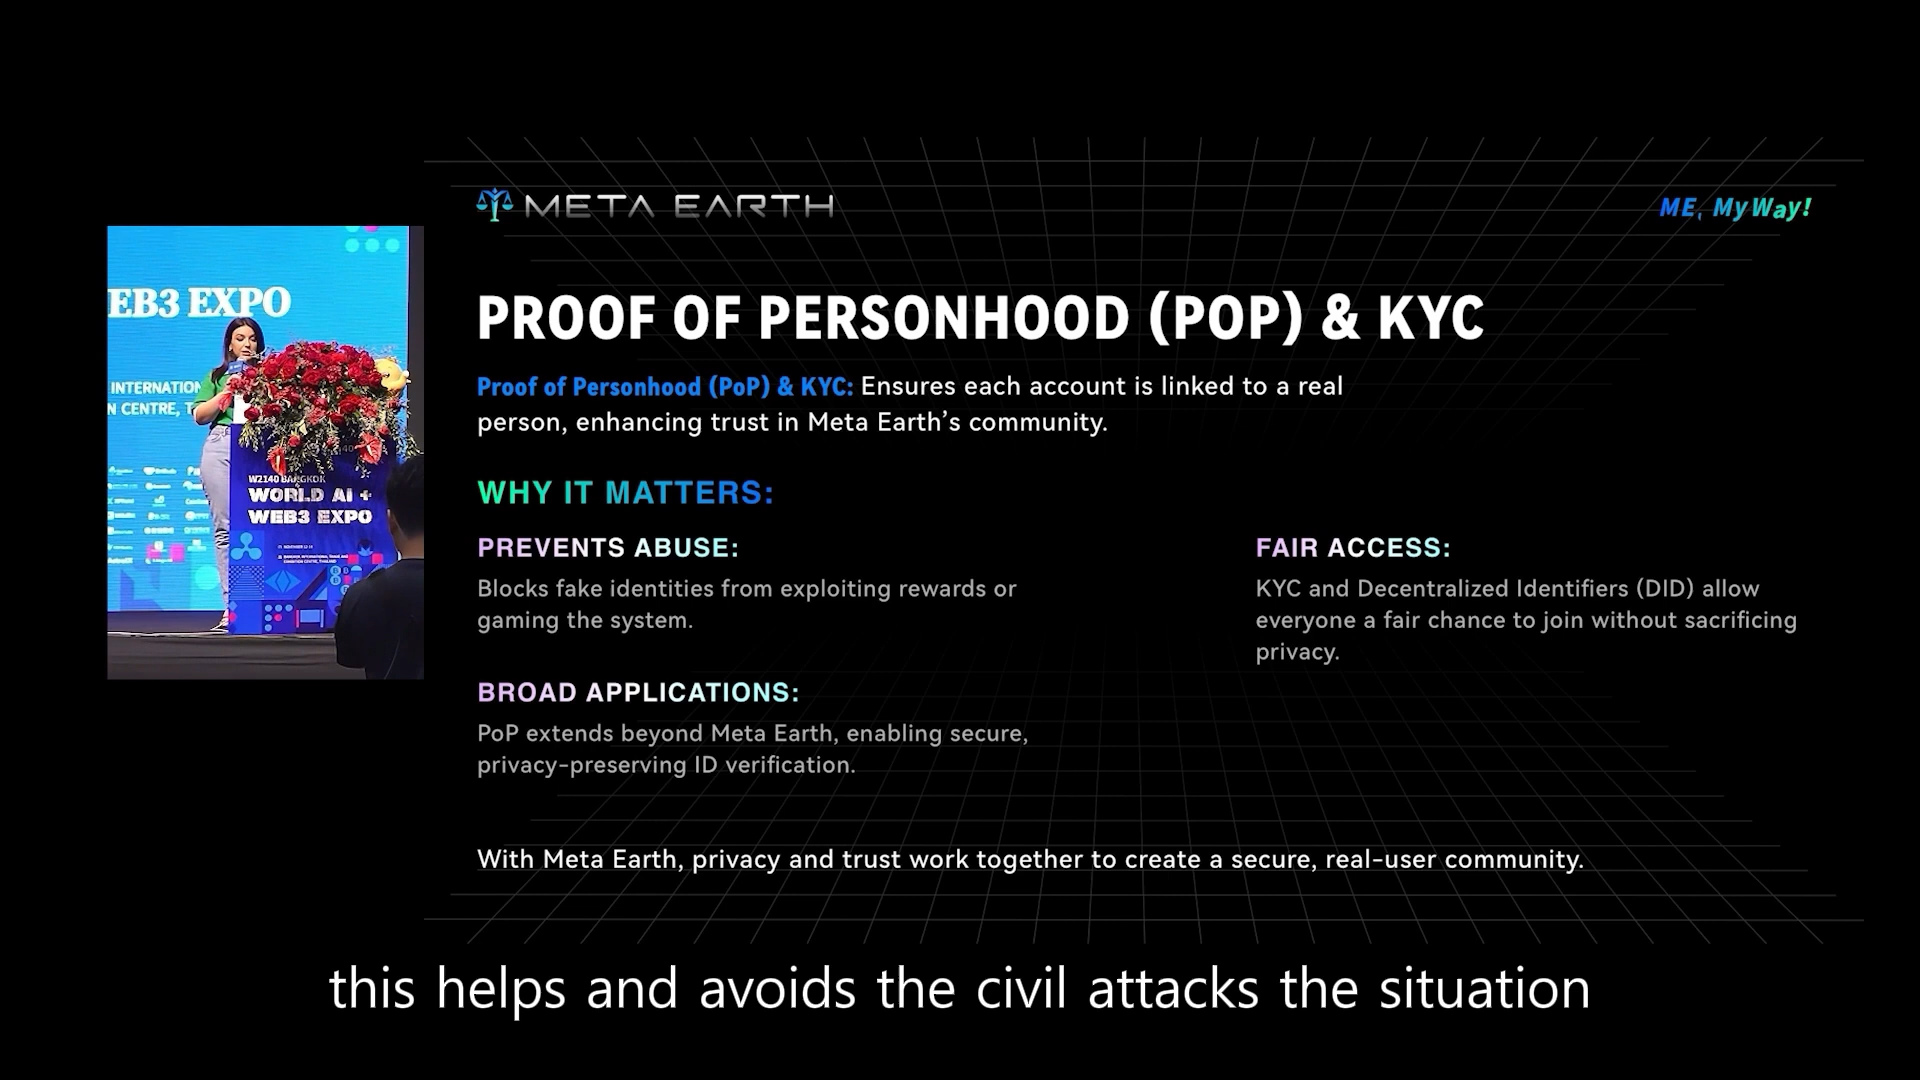 META EARTH
ME, My Way!
EB3 EXPO
INTERNATION
N CENTRE, T
W2140 BANGKOK
WORLD AI +
WEB3 EXPO
PROOF OF PERSONHOOD (POP) & KYC
Proof of Personhood (PoP) & KYC: Ensures each account is linked to a real
person, enhancing trust in Meta Earth’s community.
WHY IT MATTERS:
PREVENTS ABUSE:
Blocks fake identities from exploiting rewards or
gaming the system.
FAIR ACCESS:
KYC and Decentralized Identifiers (DID) allow
everyone a fair chance to join without sacrificing
privacy.
BROAD APPLICATIONS:
PoP extends beyond Meta Earth, enabling secure,
privacy-preserving ID verification.
With Meta Earth, privacy and trust work together to create a secure, real-user community.
this helps and avoids the civil attacks the situation